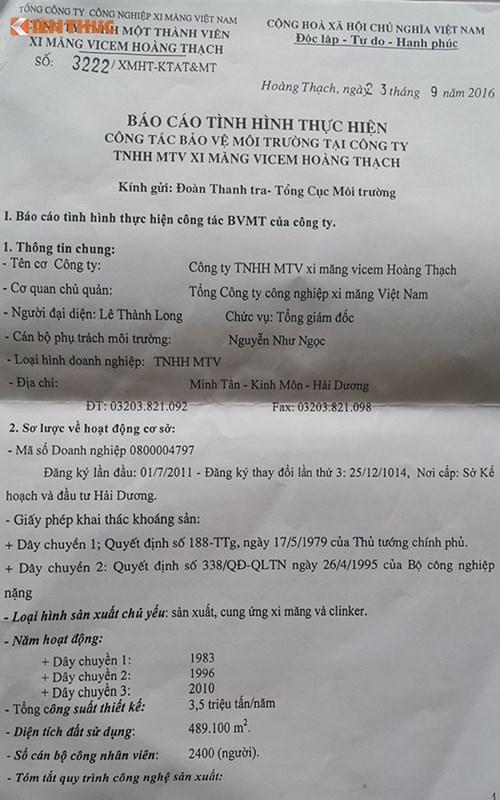 TỔNG CÔNG TY CÔNG NGHIỆP XI MĂNG VIỆT NAM
MỘT THÀNH VIÊN
XI MĂNG VICEM HOÀNG THẠCH
SỐ: 3222/XMHT-KTAT&MT
KIẾN THỨC
CỘNG HOÀ XÃ HỘI CHỦ NGHĨA VIỆT NAM
Độc lập - Tự do - Hạnh phúc
Hoàng Thạch, ngày 23 tháng 9 năm 2016
BÁO CÁO TÌNH HÌNH THỰC HIỆN
CÔNG TÁC BẢO VỆ MÔI TRƯỜNG TẠI CÔNG TY
TNHH MTV XI MĂNG VICEM HOÀNG THẠCH
Kính gửi: Đoàn Thanh tra- Tổng Cục Môi trường
I. Báo cáo tình hình thực hiện công tác BVMT của công ty.
1. Thông tin chung:
- Tên cơ Công ty: Công ty TNHH MTV xi măng vicem Hoàng Thạch
- Cơ quan chủ quản: Tổng Công ty công nghiệp xi măng Việt Nam
- Người đại diện: Lê Thành Long Chức vụ: Tổng giám đốc
- Cán bộ phụ trách môi trường: Nguyễn Như Ngọc
- Loại hình doanh nghiệp: TNHH MTV
- Địa chỉ: Minh Tân - Kinh Môn - Hải Dương
ĐT: 03203.821.092 Fax: 03203.821.098
2. Sơ lược về hoạt động cơ sở:
- Mã số Doanh nghiệp 0800004797
Đăng ký lần đầu: 01/7/2011 - Đăng ký thay đổi lần thứ 3: 25/12/1014, Nơi cấp: Sở Kế
hoạch và đầu tư Hải Dương.
- Giấy phép khai thác khoáng sản:
+ Dây chuyền 1; Quyết định số 188-TTg, ngày 17/5/1979 của Thủ tướng chính phủ.
+ Dây chuyền 2: Quyết định số 338/QĐ-QLTN ngày 26/4/1995 của Bộ công nghiệp
nặng
- Loại hình sản xuất chủ yếu: sản xuất, cung ứng xi măng và clinker.
- Năm hoạt động:
+ Dây chuyền 1: 1983
+ Dây chuyền 2: 1996
+ Dây chuyền 3: 2010
- Tổng công suất thiết kế: 3,5 triệu tấn/năm
- Diện tích đất sử dụng: 489.100 m².
- Số cán bộ công nhân viên: 2400 (người).
- Tóm tắt quy trình công nghệ sản xuất: